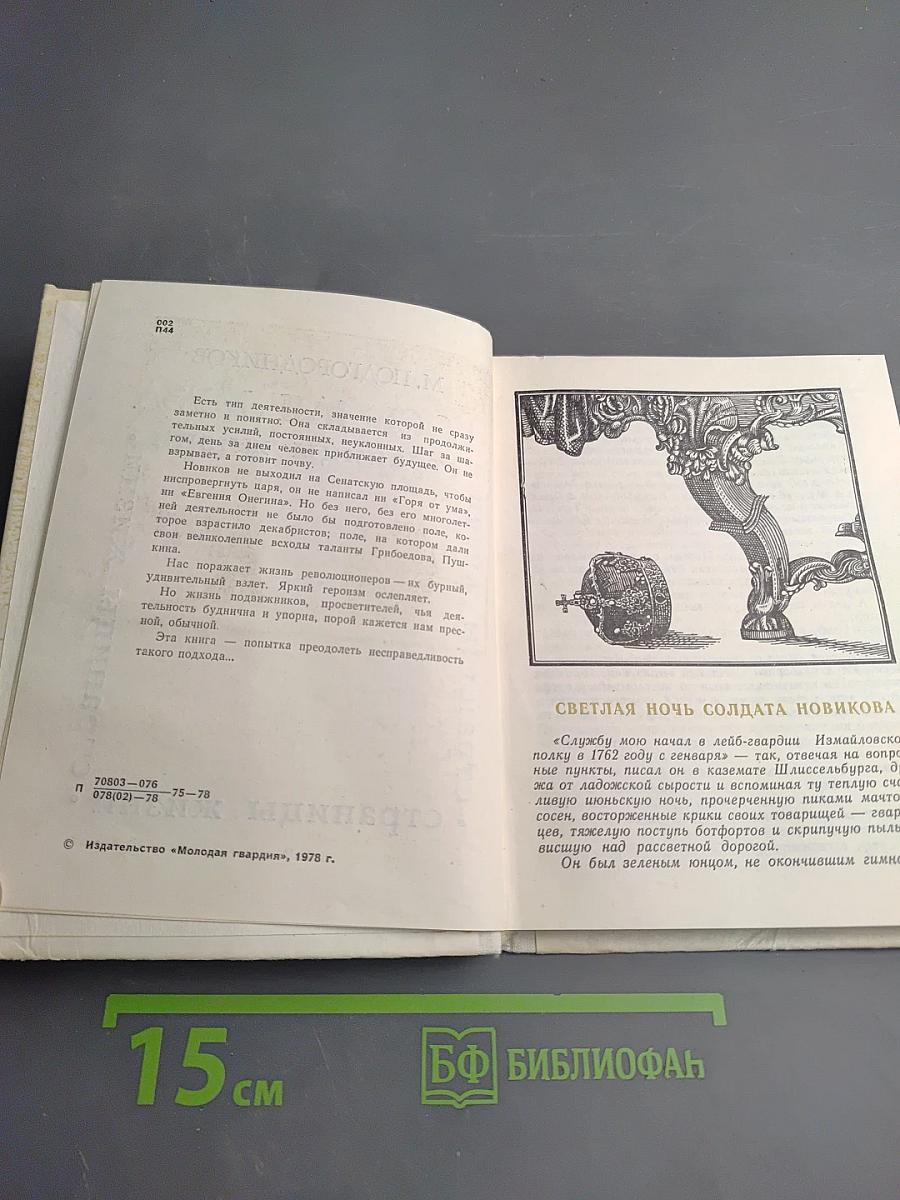 002
П44
Есть тип деятельности, значение которой не сразу
заметно и понятно. Она складывается из продолжи-
тельных усилий, постоянных, неуклонных. Шаг за ша-
гом, день за днем человек приближает будущее. Он не
взрывает, а готовит почву.
Новиков не выходил на Сенатскую площадь, чтобы
ниспровергнуть царя, он не написал ни «Горя от ума»,
ни «Евгения Онегина». Но без него, без его многолет-
ней деятельности не было бы подготовлено поле, ко-
торое взрастило декабристов; поле, на котором дали
свои великолепные всходы таланты Грибоедова, Пуш-
кина.
Нас поражает жизнь революционеров — их бурный,
удивительный взлет. Яркий героизм ослепляет.
Но жизнь подвижников, просветителей, чья дея-
тельность буднична и упорна, порой кажется нам прес-
ной, обычной.
Эта книга — попытка преодолеть несправедливость
такого подхода...
П 70803—076
078(02)—78 —75—78
© Издательство «Молодая гвардия», 1978 г.
СВЕТЛАЯ НОЧЬ СОЛДАТА НОВИКОВА
«Службу мою начал в лейб-гвардии Измайловско
полку в 1762 году с генваря» — так, отвечая на вопро
ные пункты, писал он в каземате Шлиссельбурга, др
жа от ладожской сырости и вспоминая ту теплую сча
ливую июньскую ночь, прочерченную пиками мачто
сосен, восторженные крики своих товарищей — гвар
цев, тяжелую поступь ботфортов и скрипучую пыль
висшую над рассветной дорогой.
Он был зеленым юнцом, не окончившим гимна
15 см
БФ БИБЛИОФАН